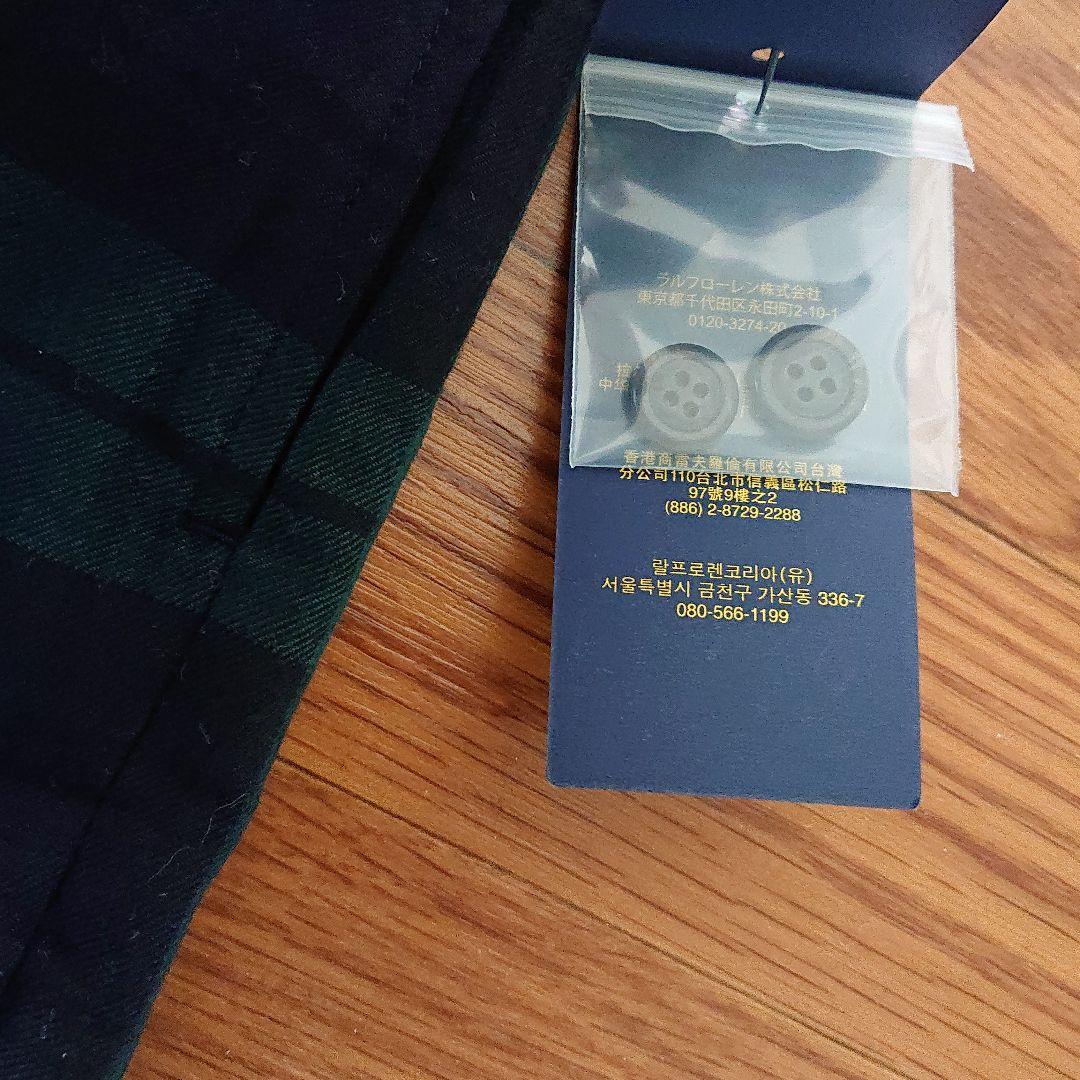 ラルフローレン株式会社
東京都千代田区永田町2-10-1
0120-3274-20
香港商雷夫羅倫有限公司台灣
分公司110台北市信義區松仁路
97號9樓之2
(886) 2-8729-2288
랄프로렌코리아(유)
서울특별시 금천구 가산동 336-7
080-566-1199